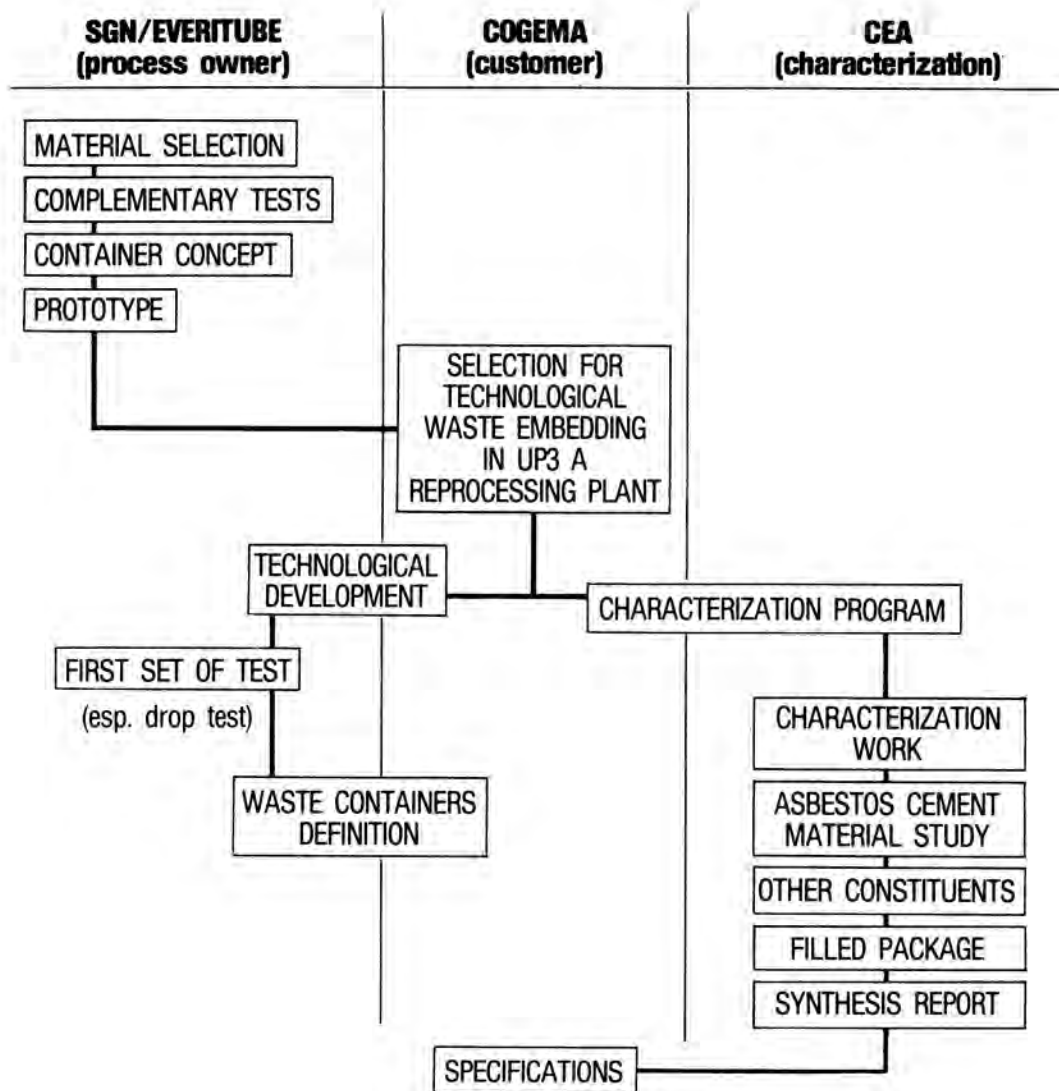 SGN/EVERITUBE
(process owner)
COGEMA
(customer)
CEA
(characterization)
MATERIAL SELECTION
COMPLEMENTARY TESTS
CONTAINER CONCEPT
PROTOTYPE
SELECTION FOR
TECHNOLOGICAL
WASTE EMBEDDING
IN UP3 A
REPROCESSING PLANT
TECHNOLOGICAL
DEVELOPMENT
CHARACTERIZATION PROGRAM
FIRST SET OF TEST
(esp. drop test)
WASTE CONTAINERS
DEFINITION
CHARACTERIZATION
WORK
ASBESTOS CEMENT
MATERIAL STUDY
OTHER CONSTITUENTS
FILLED PACKAGE
SYNTHESIS REPORT
SPECIFICATIONS